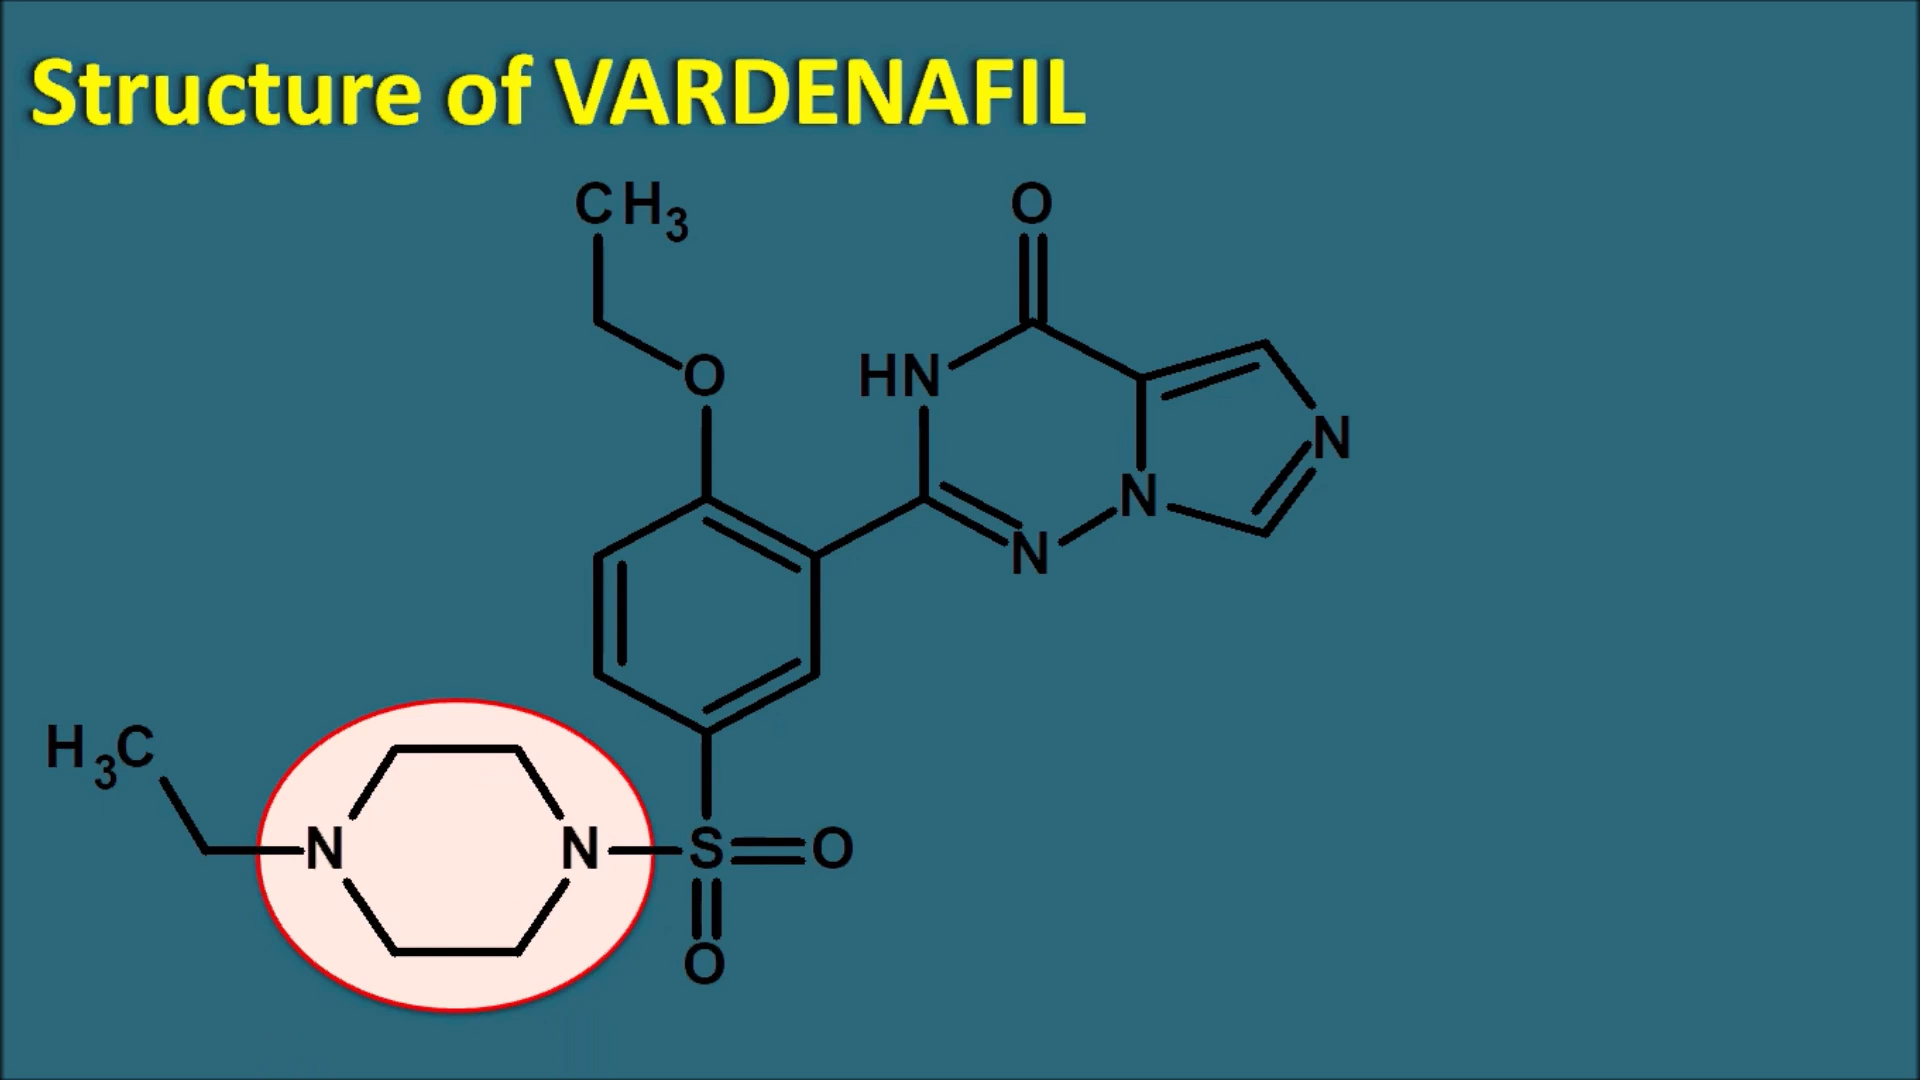 Structure of VARDENAFIL
CH3
O
O
HN
N
N
N
H3C
N
N
S
O
O